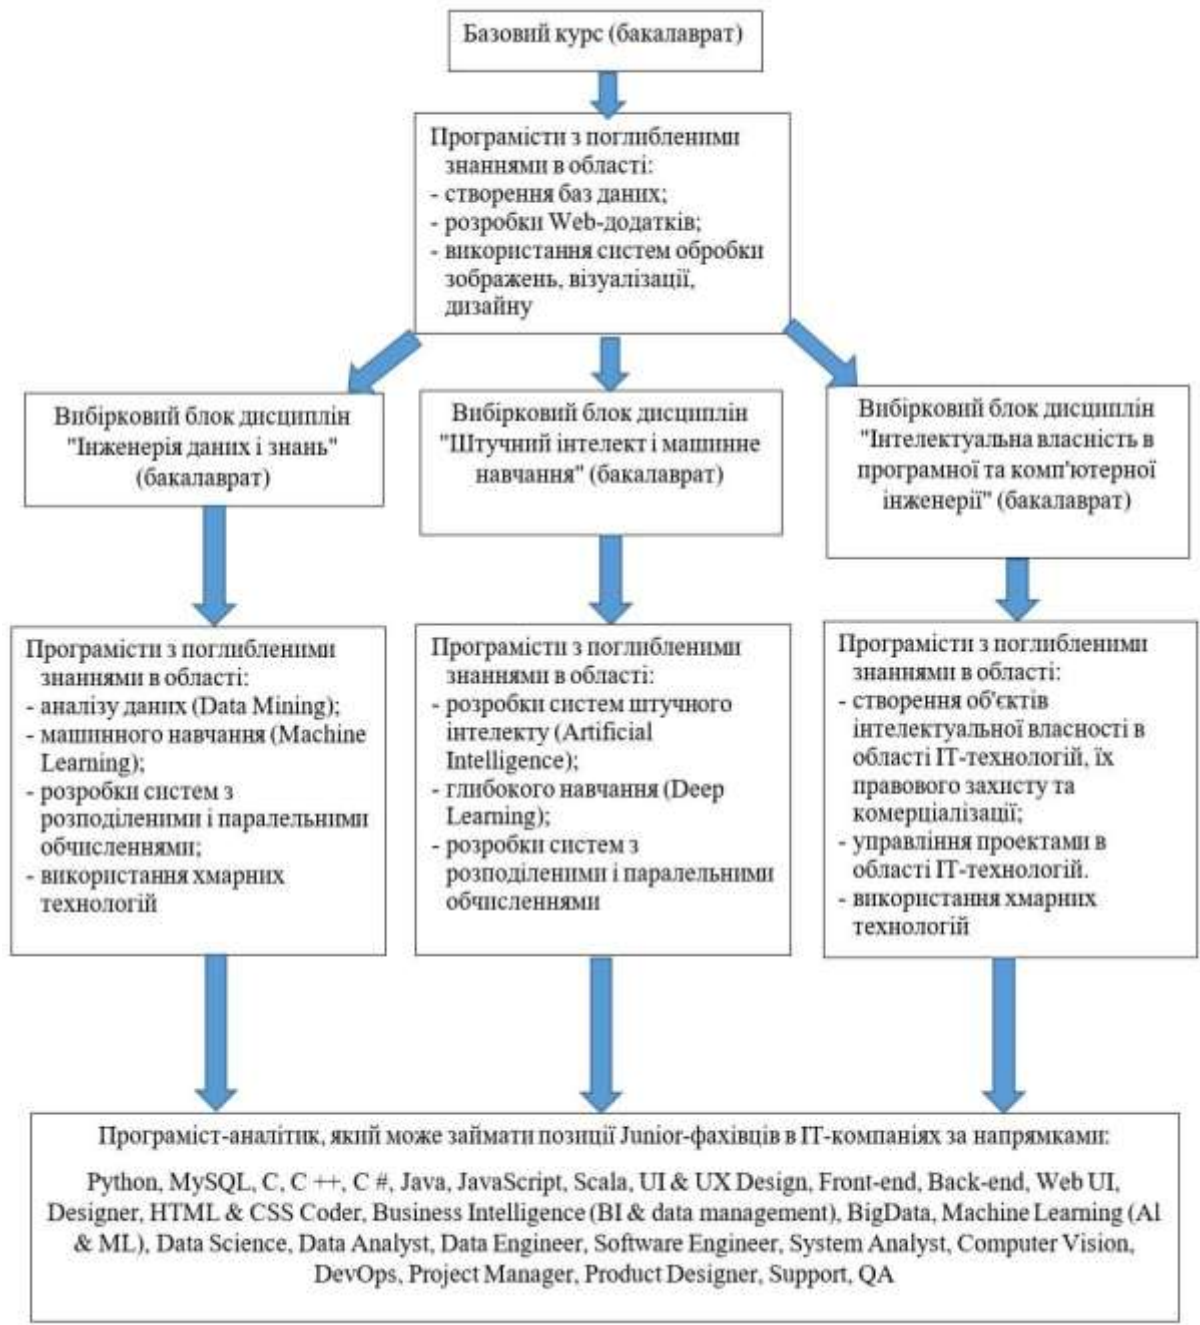 Базовий курс (бакалаврат)
Програмісти з поглибленими
знаннями в області:
- створення баз даних;
- розробки Web-додатків;
- використання систем обробки
зображень, візуалізації,
дизайну
Вибірковий блок дисциплін
"Інженерія даних і знань"
(бакалаврат)
Вибірковий блок дисциплін
"Штучний інтелект і машинне
навчання" (бакалаврат)
Вибірковий блок дисциплін
"Інтелектуальна власність в
програмної та комп'ютерної
інженерії" (бакалаврат)
Програмісти з поглибленими
знаннями в області:
- аналізу даних (Data Mining);
- машинного навчання (Machine
Learning);
- розробки систем з
розподіленими і паралельними
обчисленнями;
- використання хмарних
технологій
Програмісти з поглибленими
знаннями в області:
- розробки систем штучного
інтелекту (Artificial
Intelligence);
- глибокого навчання (Deep
Learning);
- розробки систем з
розподіленими і паралельними
обчисленнями
Програмісти з поглибленими
знаннями в області:
- створення об'єктів
інтелектуальної власності в
області IT-технологій, їх
правового захисту та
комерціалізації;
- управління проектами в
області IT-технологій.
- використання хмарних
технологій
Програміст-аналітик, який може займати позиції Junior-фахівців в IT-компаніях за напрямками:
Python, MySQL, C, C ++, C #, Java, JavaScript, Scala, UI & UX Design, Front-end, Back-end, Web UI,
Designer, HTML & CSS Coder, Business Intelligence (BI & data management), BigData, Machine Learning (Al
& ML), Data Science, Data Analyst, Data Engineer, Software Engineer, System Analyst, Computer Vision,
DevOps, Project Manager, Product Designer, Support, QA